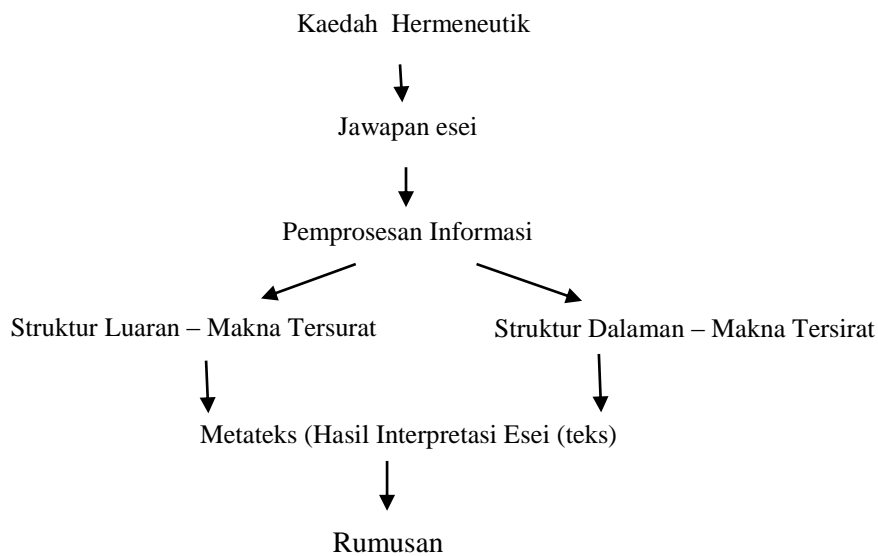 Kaedah  Hermeneutik
Jawapan esei
Pemprosesan Informasi
Struktur Luaran – Makna Tersurat
Struktur Dalaman – Makna Tersirat
Metateks (Hasil Interpretasi Esei (teks)
Rumusan